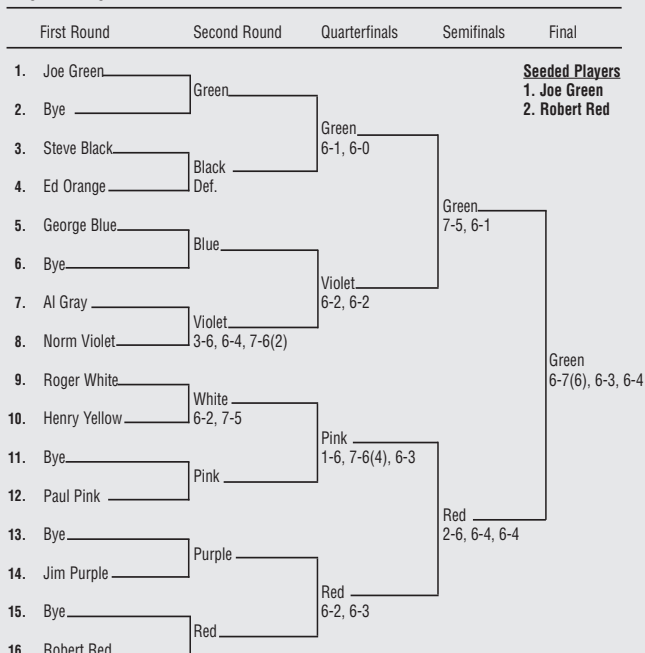 First Round Second Round Quarterfinals Semifinals Final
Seeded Players
1. Joe Green
2. Robert Red
1. Joe Green
2. Bye
3. Steve Black
4. Ed Orange
5. George Blue
6. Bye
7. Al Gray
8. Norm Violet
9. Roger White
10. Henry Yellow
11. Bye
12. Paul Pink
13. Bye
14. Jim Purple
15. Bye
16. Robert Red
Green
Black
Def.
Blue
Violet
3-6, 6-4, 7-6(2)
White
6-2, 7-5
Pink
Purple
Red
Green
6-1, 6-0
Violet
6-2, 6-2
Pink
1-6, 7-6(4), 6-3
Red
6-2, 6-3
Green
7-5, 6-1
Red
2-6, 6-4, 6-4
Green
6-7(6), 6-3, 6-4